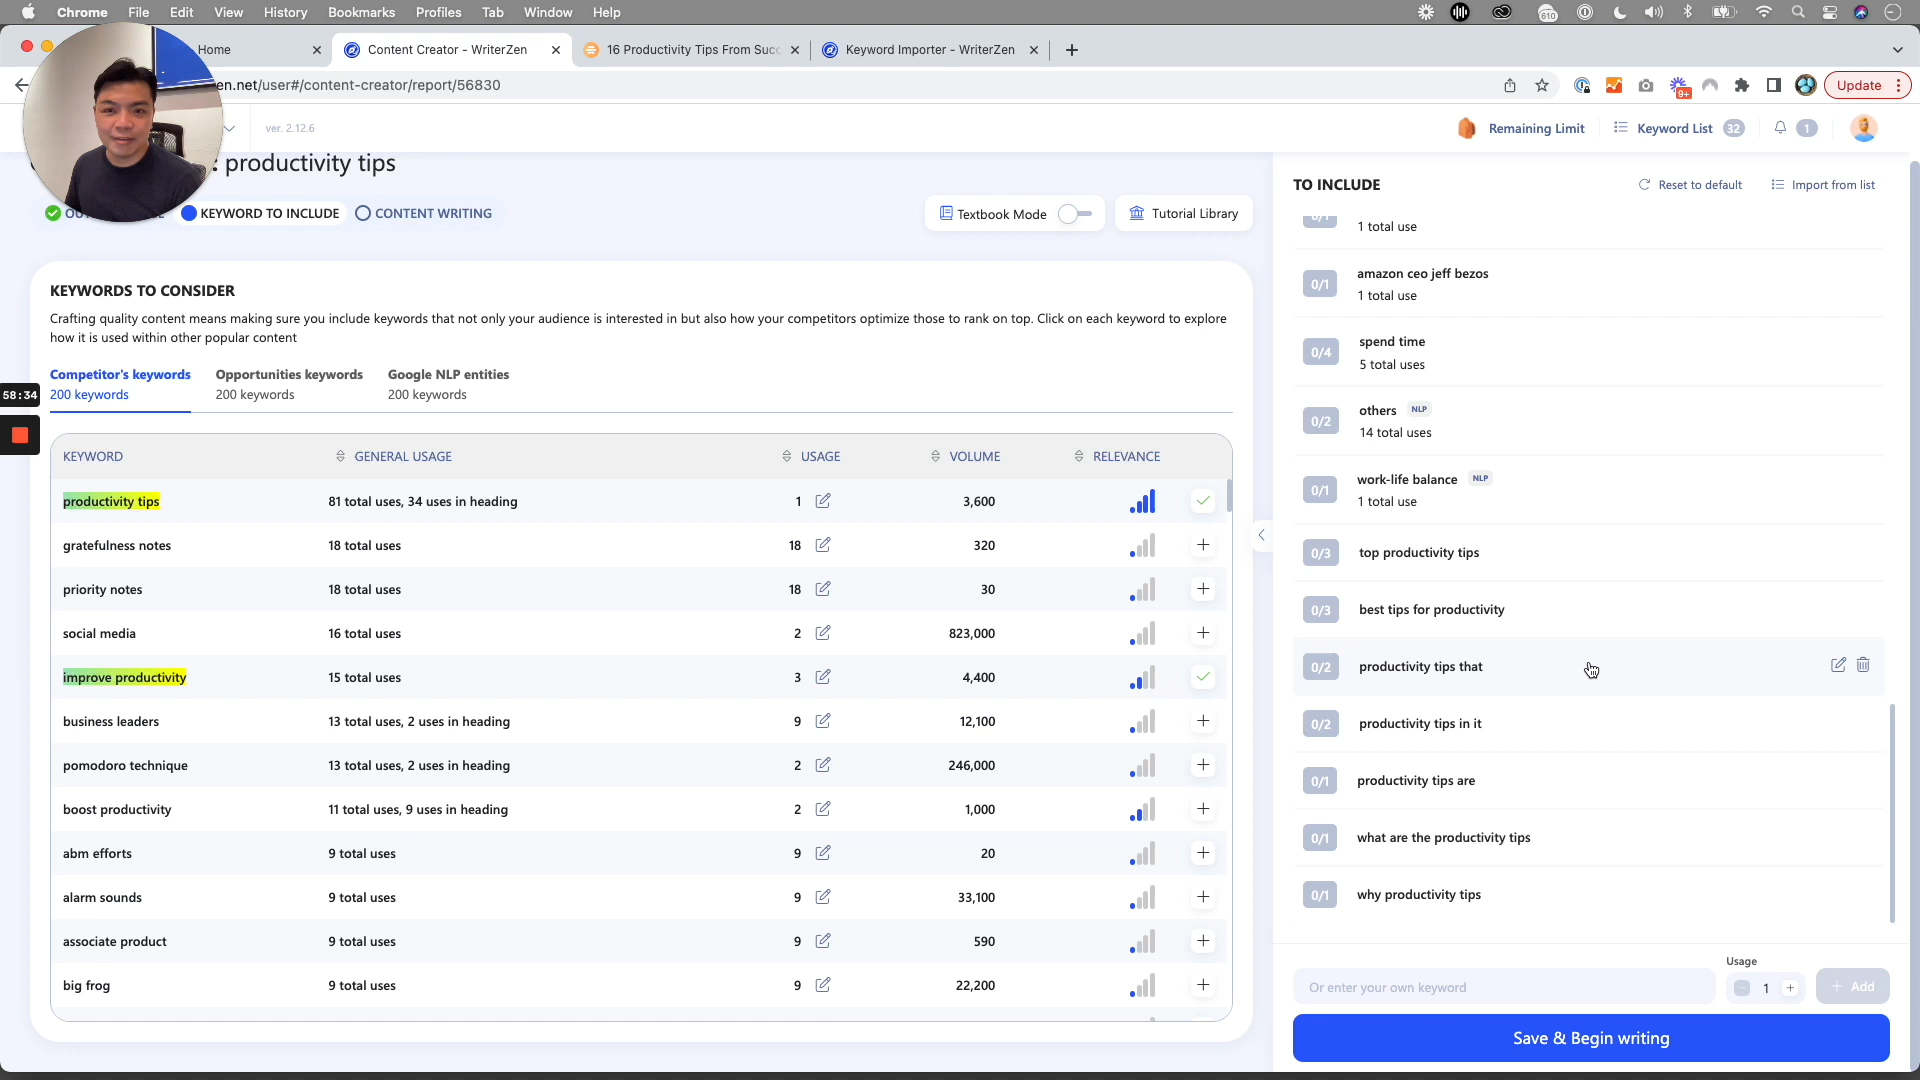 Chrome File Edit View History Bookmarks Profiles Tab Window Help
610
Home
Content Creator - WriterZen
16 Productivity Tips From Succ
Keyword Importer - WriterZen
en.net/user#/content-creator/report/56830
9+
Update
ver. 2.12.6
Remaining Limit
Keyword List 32
1
: productivity tips
KEYWORD TO INCLUDE
CONTENT WRITING
Textbook Mode
Tutorial Library
58:34
KEYWORDS TO CONSIDER
Crafting quality content means making sure you include keywords that not only your audience is interested in but also how your competitors optimize those to rank on top. Click on each keyword to explore
how it is used within other popular content
Competitor's keywords Opportunities keywords Google NLP entities
200 keywords 200 keywords 200 keywords
KEYWORD GENERAL USAGE USAGE VOLUME RELEVANCE
productivity tips 81 total uses, 34 uses in heading 1 3,600
gratefulness notes 18 total uses 18 320
priority notes 18 total uses 18 30
social media 16 total uses 2 823,000
improve productivity 15 total uses 3 4,400
business leaders 13 total uses, 2 uses in heading 9 12,100
pomodoro technique 13 total uses, 2 uses in heading 2 246,000
boost productivity 11 total uses, 9 uses in heading 2 1,000
abm efforts 9 total uses 9 20
alarm sounds 9 total uses 9 33,100
associate product 9 total uses 9 590
big frog 9 total uses 9 22,200
TO INCLUDE
Reset to default
Import from list
0/1
1 total use
0/1 amazon ceo jeff bezos
1 total use
0/4 spend time
5 total uses
0/2 others NLP
14 total uses
0/1 work-life balance NLP
1 total use
0/3 top productivity tips
0/3 best tips for productivity
0/2 productivity tips that
0/2 productivity tips in it
0/1 productivity tips are
0/1 what are the productivity tips
0/1 why productivity tips
Usage
Or enter your own keyword
1
Add
Save & Begin writing